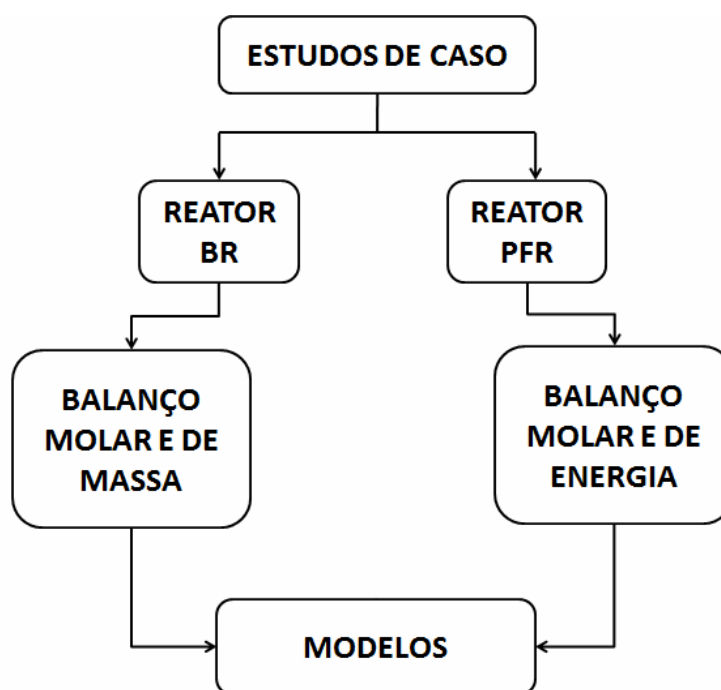 ESTUDOS DE CASO
REATOR
BR
REATOR
PFR
BALANÇO
MOLAR E DE
MASSA
BALANÇO
MOLAR E DE
ENERGIA
MODELOS